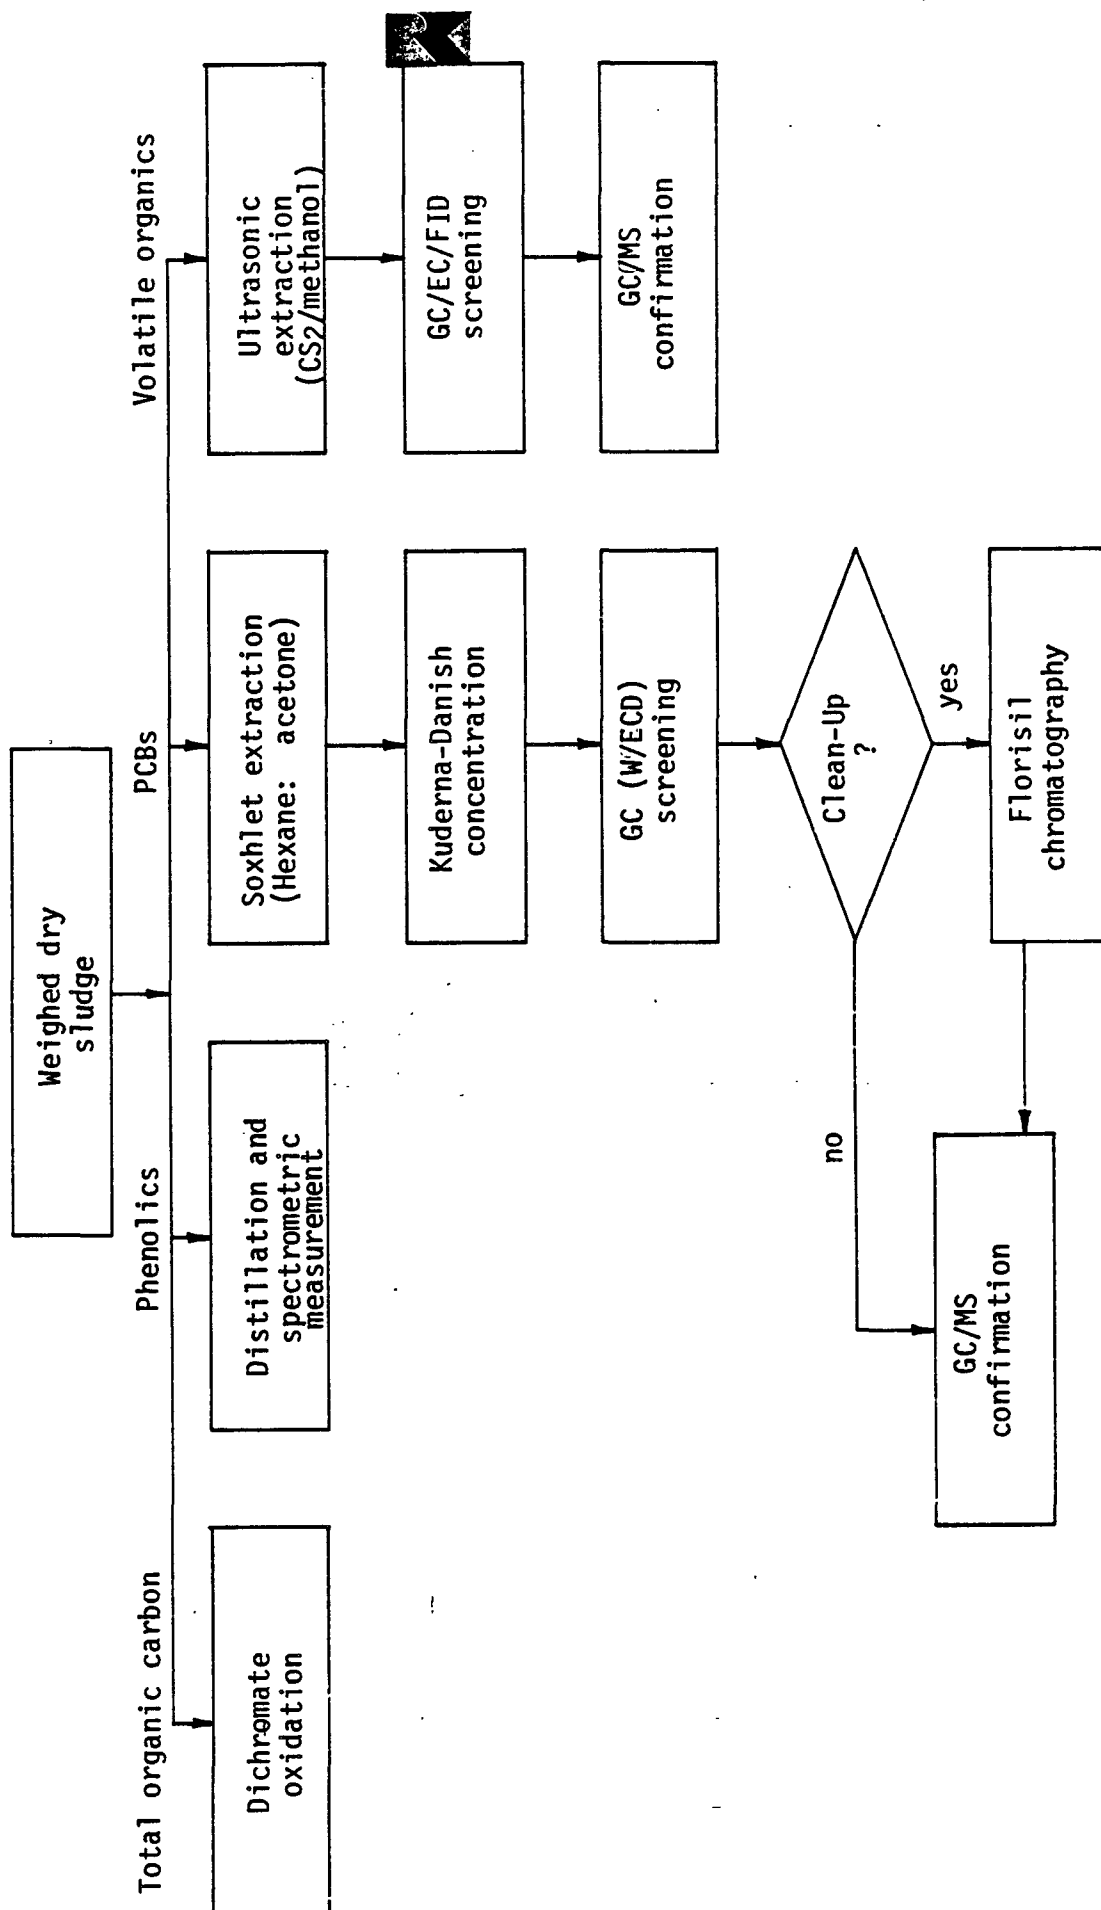 Weighed dry
sludge
Total organic carbon
Phenolics
PCBs
Volatile organics
Dichromate
oxidation
Distillation and
spectrometric
measurement
Soxhlet extraction
(Hexane: acetone)
Ultrasonic
extraction
(CS2/methanol)
Kuderna-Danish
concentration
GC/EC/FID
screening
GC (W/ECD)
screening
GC/MS
confirmation
Clean-Up
?
no
yes
GC/MS
confirmation
Florisil
chromatography